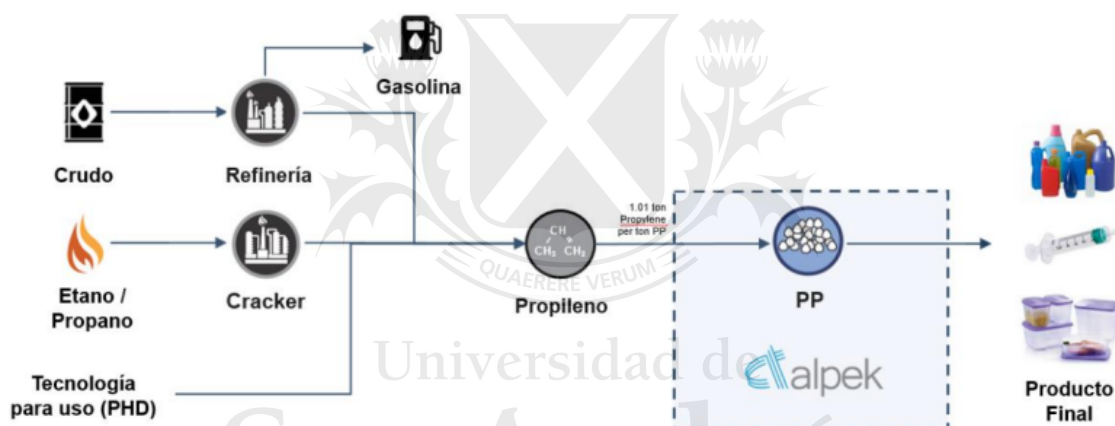 Gasolina
Crudo
Refinería
1.01 ton
Propylene
per ton PP
CH
CH₃ CH₂
QUAERERE VERUM
Etano /
Propano
Cracker
Propileno
PP
Universidad de
alpek
Tecnología
para uso (PHD)
Producto
Final